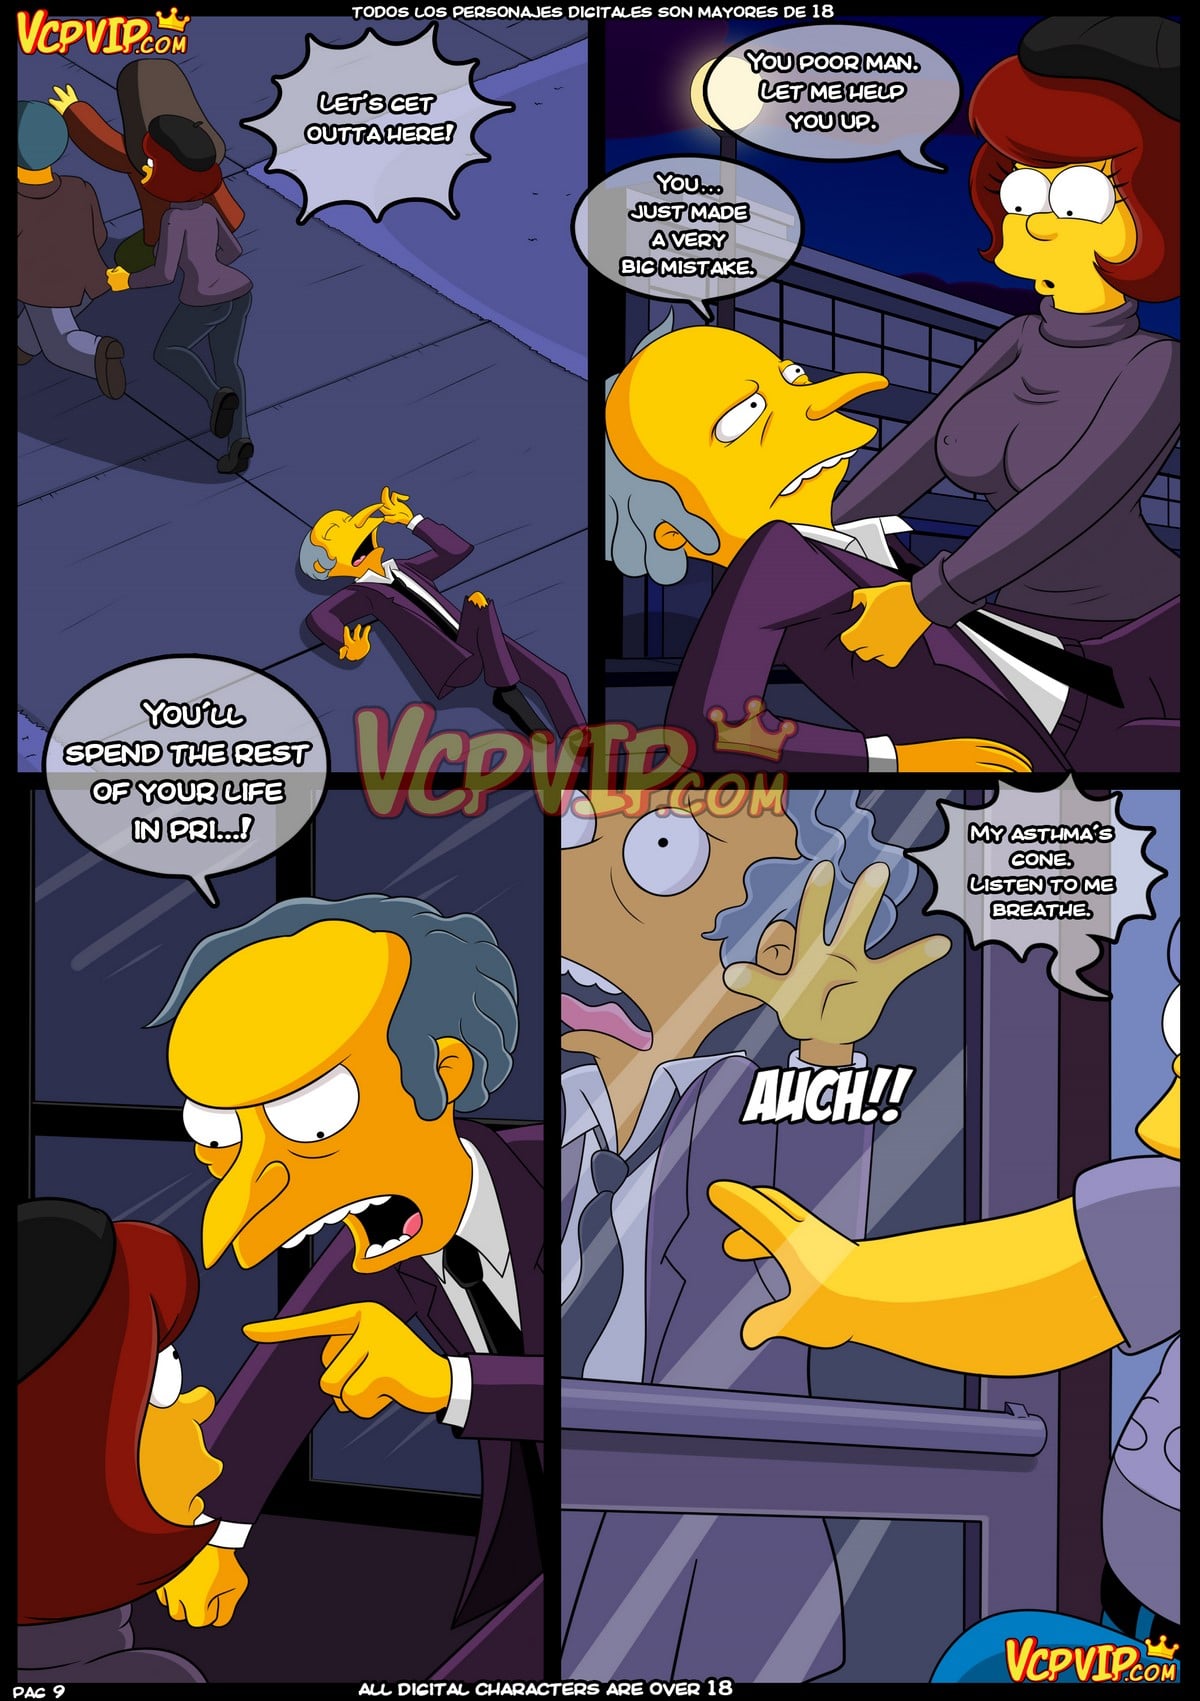 TODOS LOS PERSONAJES DIGITALES SON MAYORES DE 18
VCPVIP.COM
LET'S GET
OUTTA HERE!
YOU POOR MAN.
LET ME HELP
YOU UP.
YOU...
JUST MADE
A VERY
BIG MISTAKE.
YOU'LL
SPEND THE REST
OF YOUR LIFE
IN PRI...!
VCPVIP.COM
MY ASTHMA'S
GONE.
LISTEN TO ME
BREATHE.
AUCH!!
VCPVIP.COM
PAG 9
ALL DIGITAL CHARACTERS ARE OVER 18